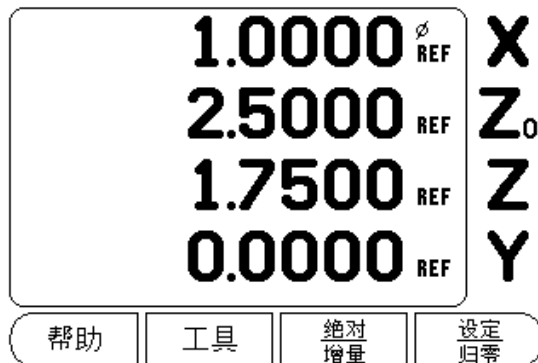 1.0000 ø REF X
2.5000 REF Z₀
1.7500 REF Z
0.0000 REF Y
帮助 工具 绝对 设定
增量 归零